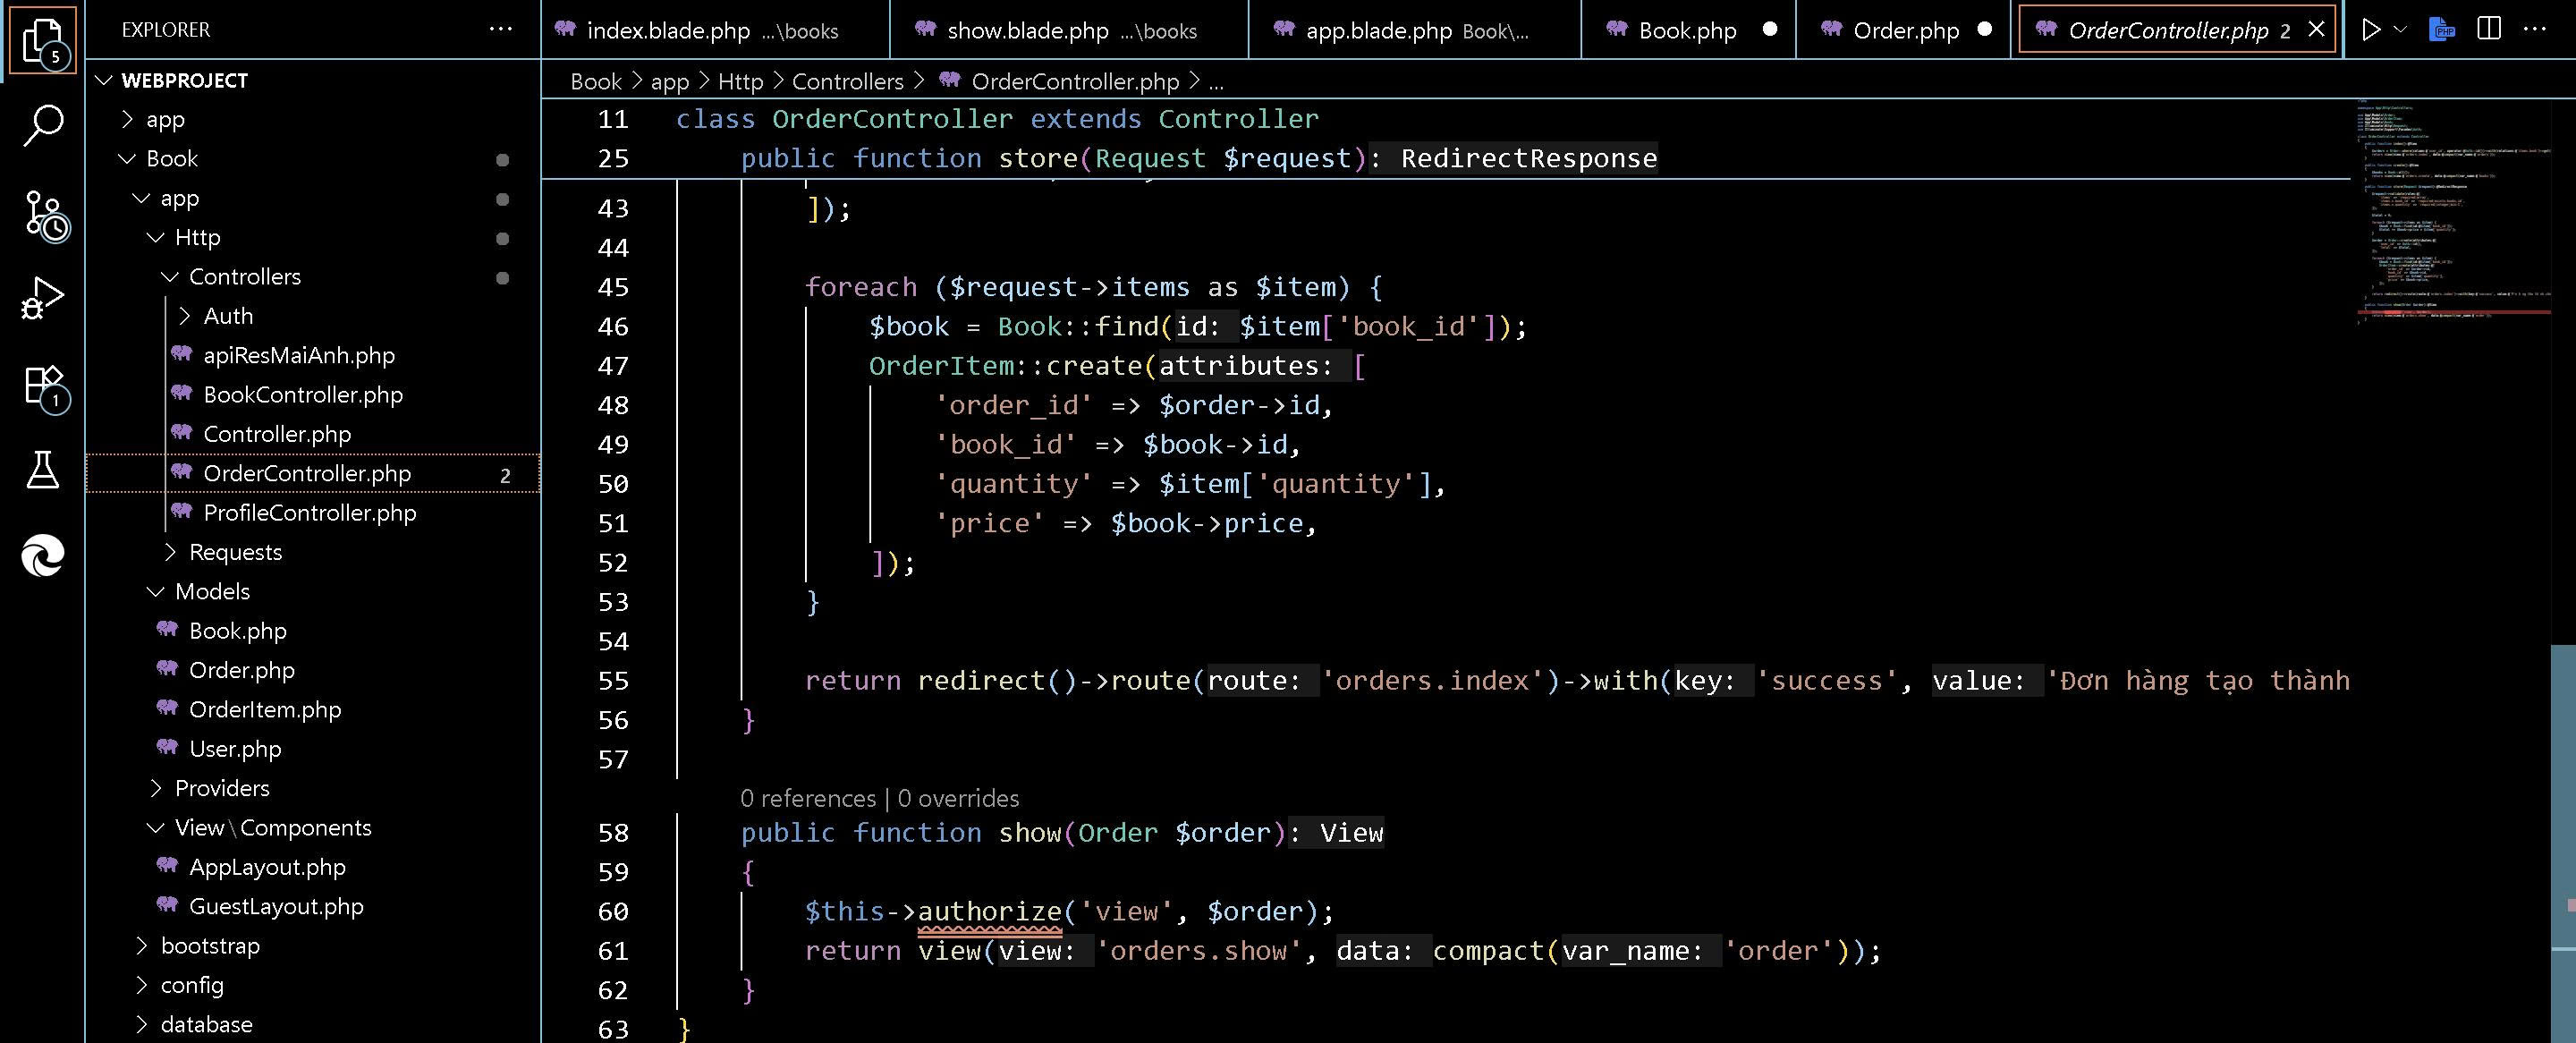 EXPLORER
index.blade.php ...\books
show.blade.php ...\books
app.blade.php Book\...
Book.php
Order.php
OrderController.php 2
5
WEBPROJECT
app
Book
app
Http
Controllers
Auth
apiResMaiAnh.php
BookController.php
Controller.php
OrderController.php 2
ProfileController.php
Requests
Models
Book.php
Order.php
OrderItem.php
User.php
Providers
View\Components
AppLayout.php
GuestLayout.php
bootstrap
config
database
1
Book > app > Http > Controllers > OrderController.php > ...
11 class OrderController extends Controller
25 public function store(Request $request): RedirectResponse
43 ]);
44
45 foreach ($request->items as $item) {
46 $book = Book::find(id: $item['book_id']);
47 OrderItem::create(attributes: [
48 'order_id' => $order->id,
49 'book_id' => $book->id,
50 'quantity' => $item['quantity'],
51 'price' => $book->price,
52 ]);
53 }
54
55 return redirect()->route(route: 'orders.index')->with(key: 'success', value: 'Đơn hàng tạo thành
56 }
57
0 references | 0 overrides
58 public function show(Order $order): View
59 {
60 $this->authorize('view', $order);
61 return view(view: 'orders.show', data: compact(var_name: 'order'));
62 }
63 }